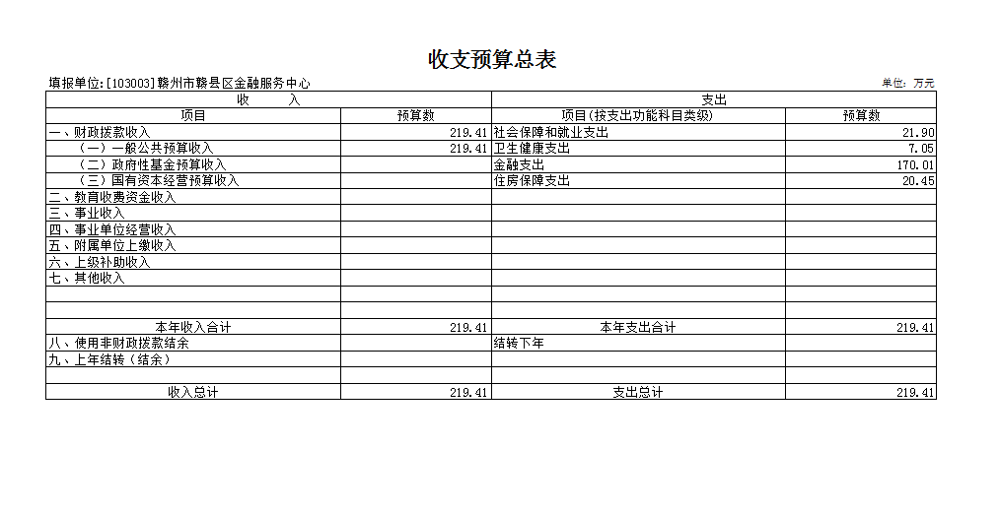 收支预算总表
填报单位:[103003]赣州市赣县区金融服务中心 单位：万元
收 入 支出
项目 预算数 项目(按支出功能科目类级) 预算数
一、财政拨款收入 219.41 社会保障和就业支出 21.90
（一）一般公共预算收入 219.41 卫生健康支出 7.05
（二）政府性基金预算收入 金融支出 170.01
（三）国有资本经营预算收入 住房保障支出 20.45
二、教育收费资金收入
三、事业收入
四、事业单位经营收入
五、附属单位上缴收入
六、上级补助收入
七、其他收入
本年收入合计 219.41 本年支出合计 219.41
八、使用非财政拨款结余 结转下年
九、上年结转（结余）
收入总计 219.41 支出总计 219.41